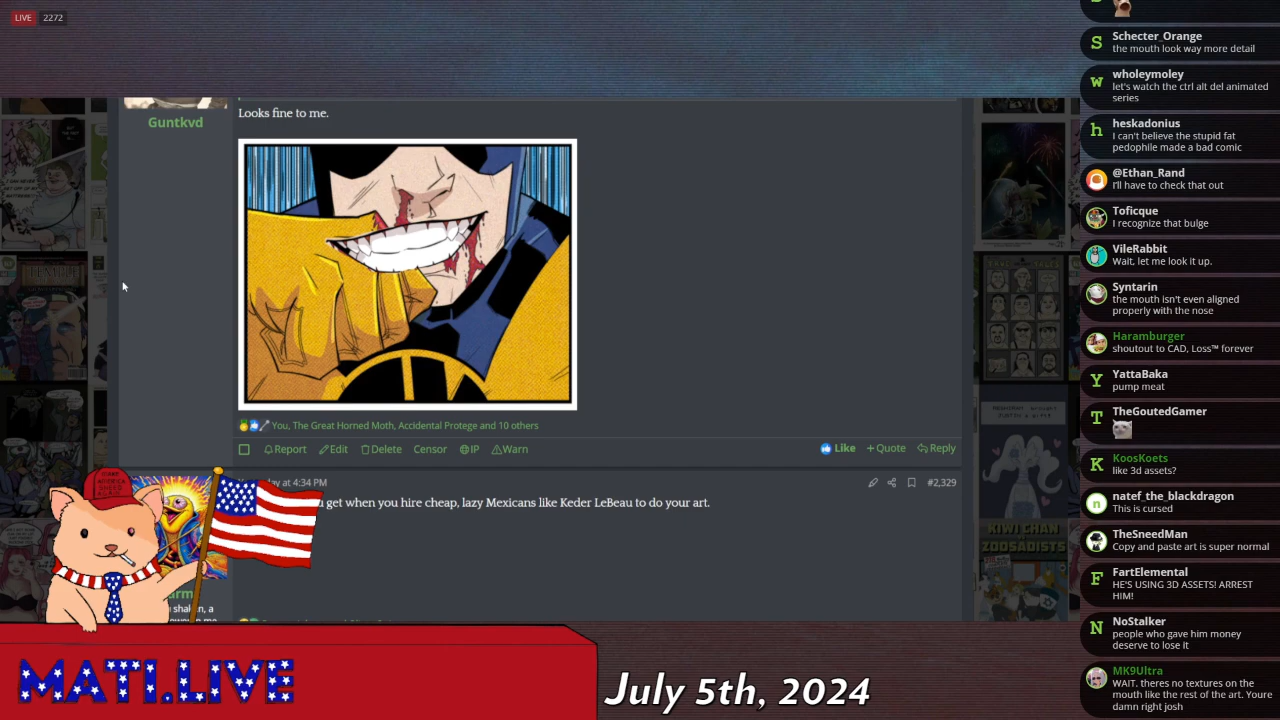 LIVE 2272
Guntkvd
Looks fine to me.
You, The Great Horned Moth, Accidental Protege and 10 others
Report Edit Delete Censor IP Warn
Like + Quote Reply
day at 4:34 PM
#2,329
get when you hire cheap, lazy Mexicans like Keder LeBeau to do your art.
MATI.LIVE
July 5th, 2024
Schecter_Orange
the mouth look way more detail
wholeymoley
let's watch the ctrl alt del animated
series
heskadonius
I can't believe the stupid fat
pedophile made a bad comic
@Ethan_Rand
I'll have to check that out
Toficque
I recognize that bulge
VileRabbit
Wait, let me look it up.
Syntarin
the mouth isn't even aligned
properly with the nose
Haramburger
shoutout to CAD, Loss™ forever
YattaBaka
pump meat
TheGoutedGamer
KoosKoets
like 3d assets?
natef_the_blackdragon
This is cursed
TheSneedMan
Copy and paste art is super normal
FartElemental
HE'S USING 3D ASSETS! ARREST
HIM!
NoStalker
people who gave him money
deserve to lose it
MK9Ultra
WAIT. theres no textures on the
mouth like the rest of the art. Youre
damn right josh
KIWI CHAN
ZOOSADISTS